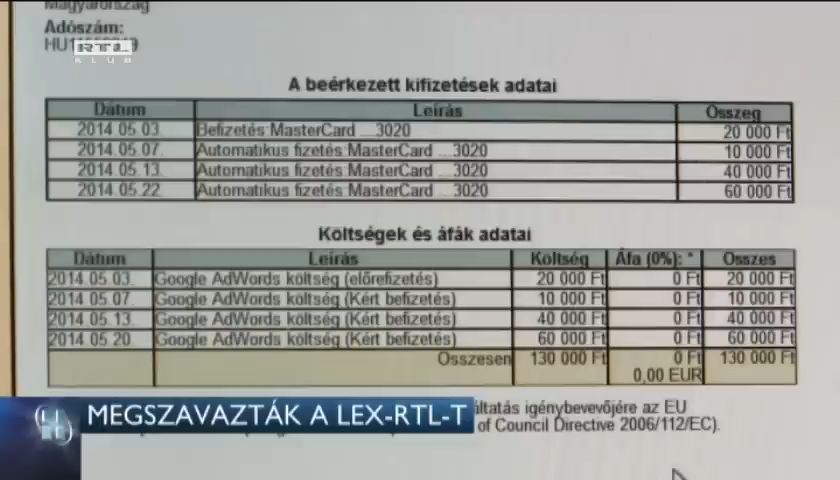 Magyarország
Adószám:
RTL
KLUB
A beérkezett kifizetések adatai
Dátum Leírás Összeg
2014.05.03. Befizetés:MasterCard ...3020 20 000 Ft
2014.05.07. Automatikus fizetés:MasterCard ...3020 10 000 Ft
2014.05.13. Automatikus fizetés:MasterCard ...3020 40 000 Ft
2014.05.22. Automatikus fizetés:MasterCard ...3020 60 000 Ft
Költségek és áfák adatai
Dátum Leírás Költség Áfa (0%): * Összes
2014.05.03. Google AdWords költség (előrefizetés) 20 000 Ft 0 Ft 20 000 Ft
2014.05.07. Google AdWords költség (Kért befizetés) 10 000 Ft 0 Ft 10 000 Ft
2014.05.13. Google AdWords költség (Kért befizetés) 40 000 Ft 0 Ft 40 000 Ft
2014.05.20. Google AdWords költség (Kért befizetés) 60 000 Ft 0 Ft 60 000 Ft
Összesen 130 000 Ft 0 Ft 130 000 Ft
0,00 EUR
MEGSZAVAZTÁK A LEX-RTL-T
igénybevevőjére az EU
of Council Directive 2006/112/EC).